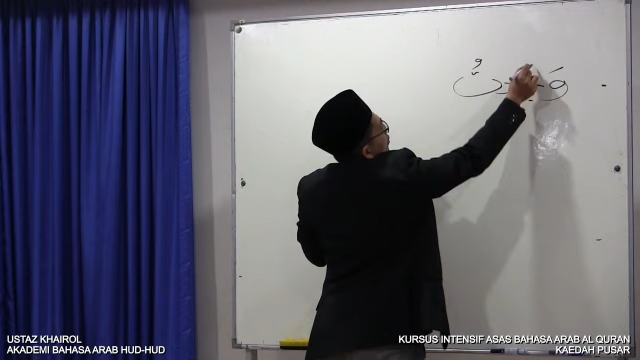 USTAZ KHAIROL
AKADEMI BAHASA ARAB HUD-HUD
KURSUS INTENSIF ASAS BAHASA ARAB AL QURAN
KAEDAH PUSAR